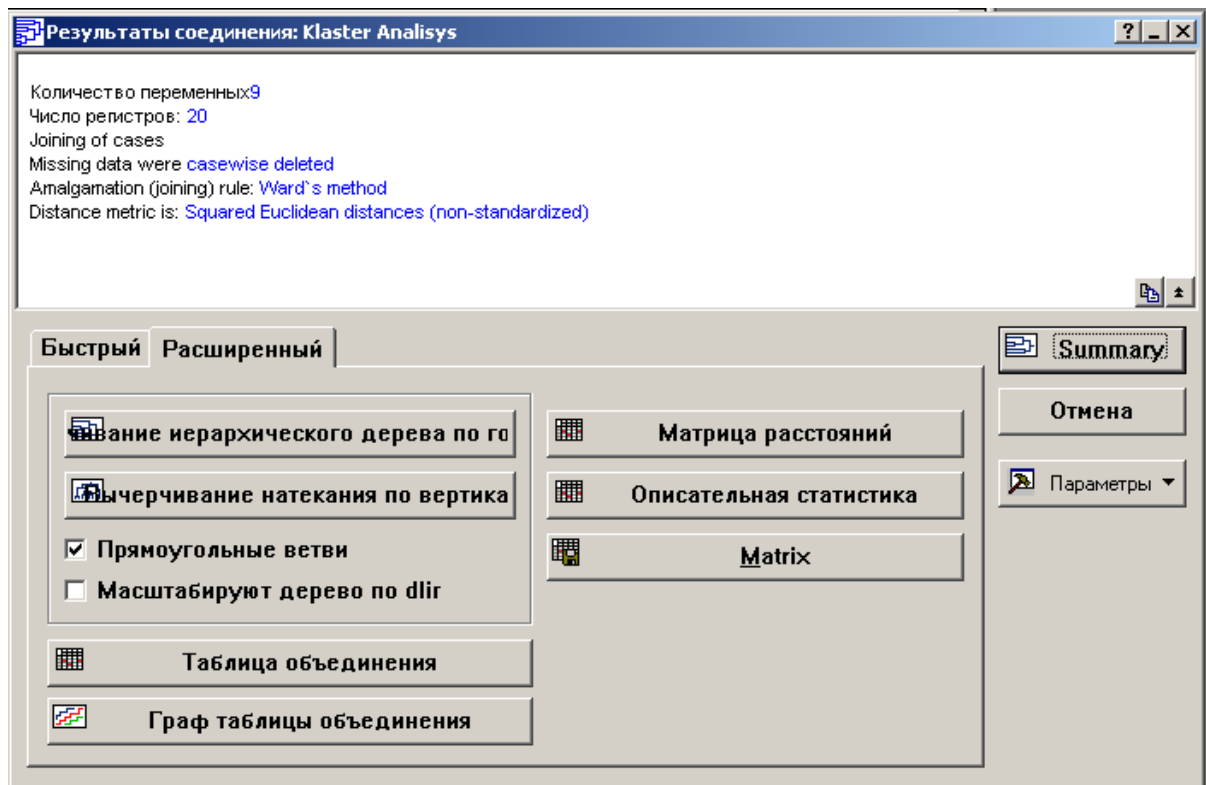 Результаты соединения: Klaster Analisys
Количество переменных9
Число регистров: 20
Joining of cases
Missing data were casewise deleted
Amalgamation (joining) rule: Ward`s method
Distance metric is: Squared Euclidean distances (non-standardized)
Быстрый Расширенный
Summary
Отмена
Параметры
иерархического дерева по го
Вычерчивание натекания по вертика
Прямоугольные ветви
Масштабируют дерево по dlir
Матрица расстояний
Описательная статистика
Matrix
Таблица объединения
Граф таблицы объединения